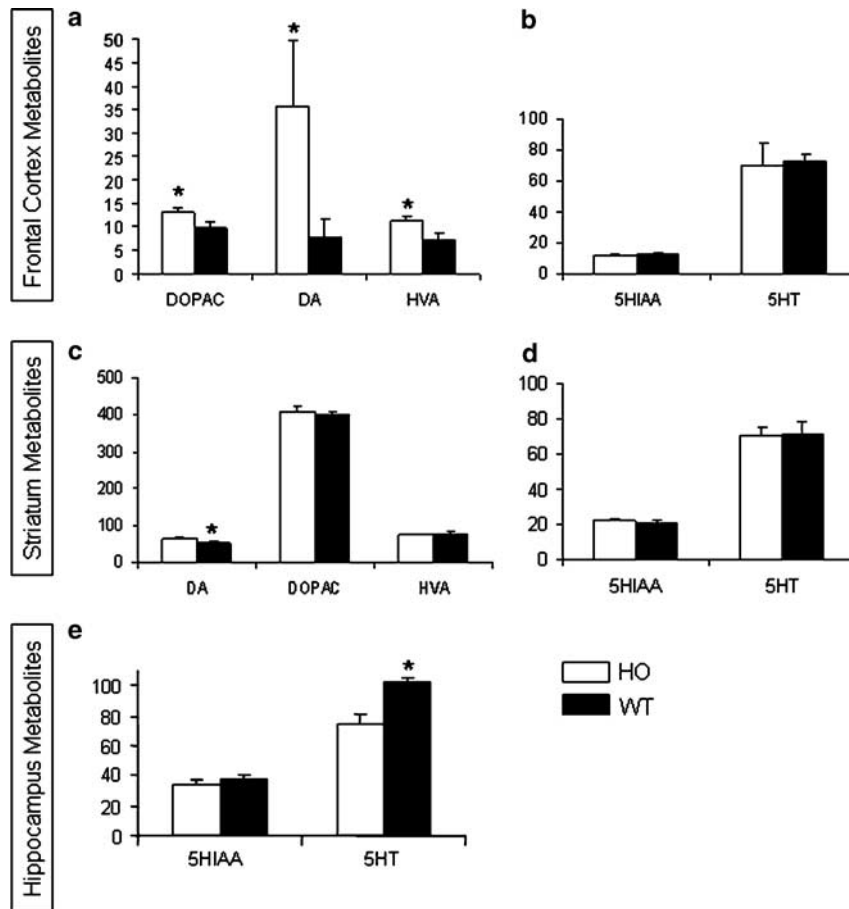 Frontal Cortex Metabolites
a
*
*
*
50
45
40
35
30
25
20
15
10
5
0
DOPAC DA HVA
b
100
80
60
40
20
0
5HIAA 5HT
Striatum Metabolites
c
500
400
300
200
100
0
*
DA DOPAC HVA
d
100
80
60
40
20
0
5HIAA 5HT
Hippocampus Metabolites
e
100
80
60
40
20
0
*
5HIAA 5HT
HO
WT